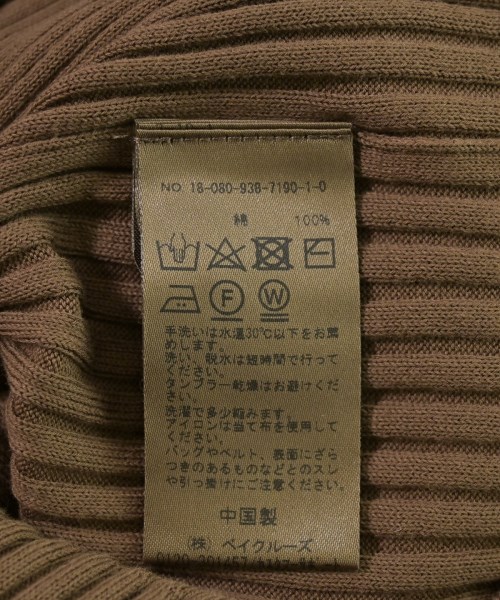 NO 18-080-938-7190-1-0
綿 100%
F W
手洗いは水温30℃以下をお薦
めします。
洗い、脱水は短時間で行って
ください。
タンブラー乾燥はお避けくだ
さい。
洗濯で多少縮みます。
アイロンは当て布を使用して
ください。
バッグやベルト、表面にざら
つきのあるものなどとのスレ
や引っ掛けにご注意ください。
中国製
(株) ベイクルーズ